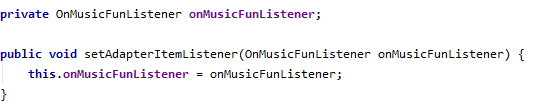 private OnMusicFunListener onMusicFunListener;
public void setAdapterItemListener(OnMusicFunListener onMusicFunListener) {
this.onMusicFunListener = onMusicFunListener;
}